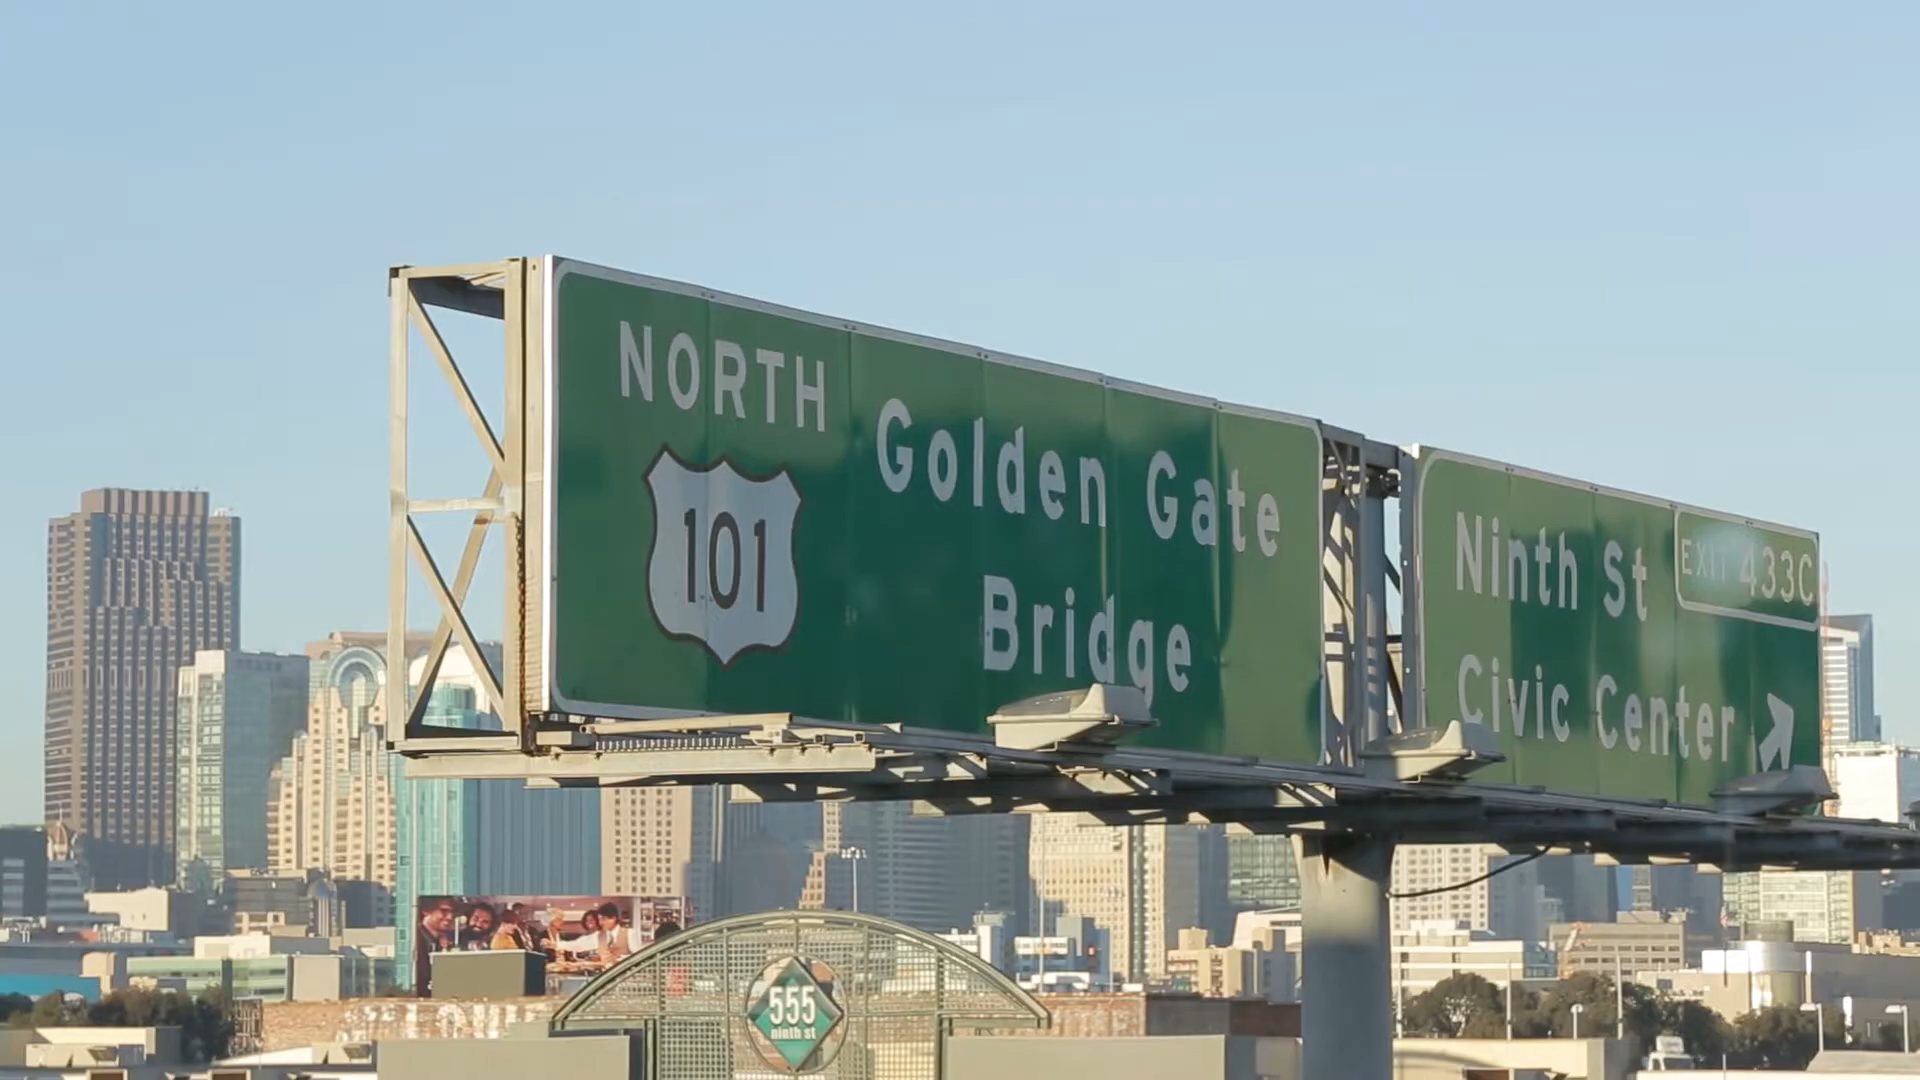 NORTH
101
Golden Gate
Bridge
Ninth St
EXIT 433C
Civic Center
555
ninth st